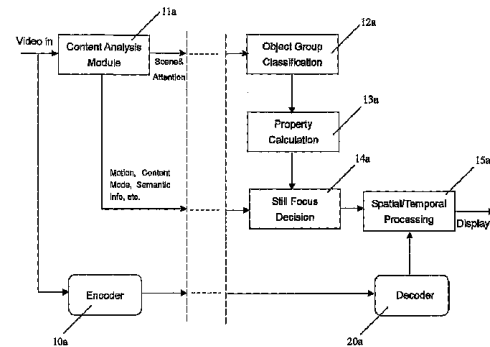 11a
12a
Video in
Content Analysis
Module
Scene&
Attention
Object Group
Classification
13a
Property
Calculation
14a
15a
Motion, Content
Mode, Semantic
Info, etc.
Still Focus
Decision
Spatial/Temporal
Processing
Display
Encoder
Decoder
10a
20a